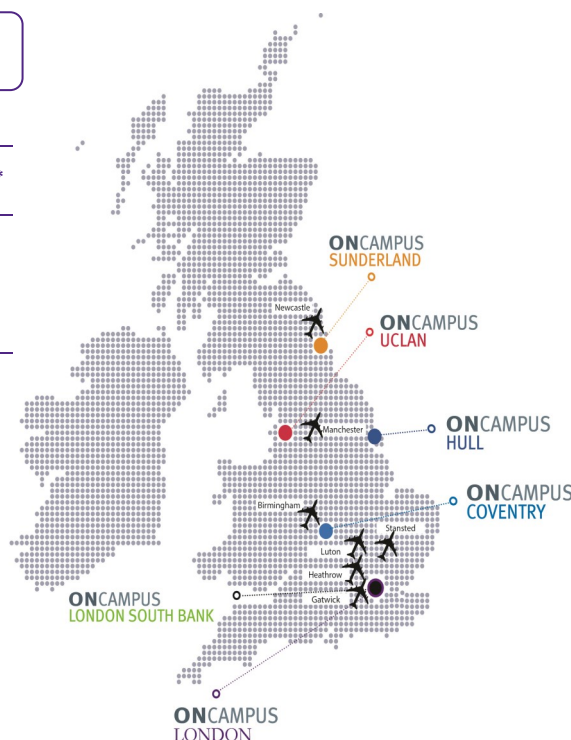 *
ONCAMPUS
SUNDERLAND
Newcastle
ONCAMPUS
UCLAN
Manchester
ONCAMPUS
HULL
ONCAMPUS
COVENTRY
Birmingham
Stansted
Luton
Heathrow
Gatwick
ONCAMPUS
LONDON SOUTH BANK
ONCAMPUS
LONDON